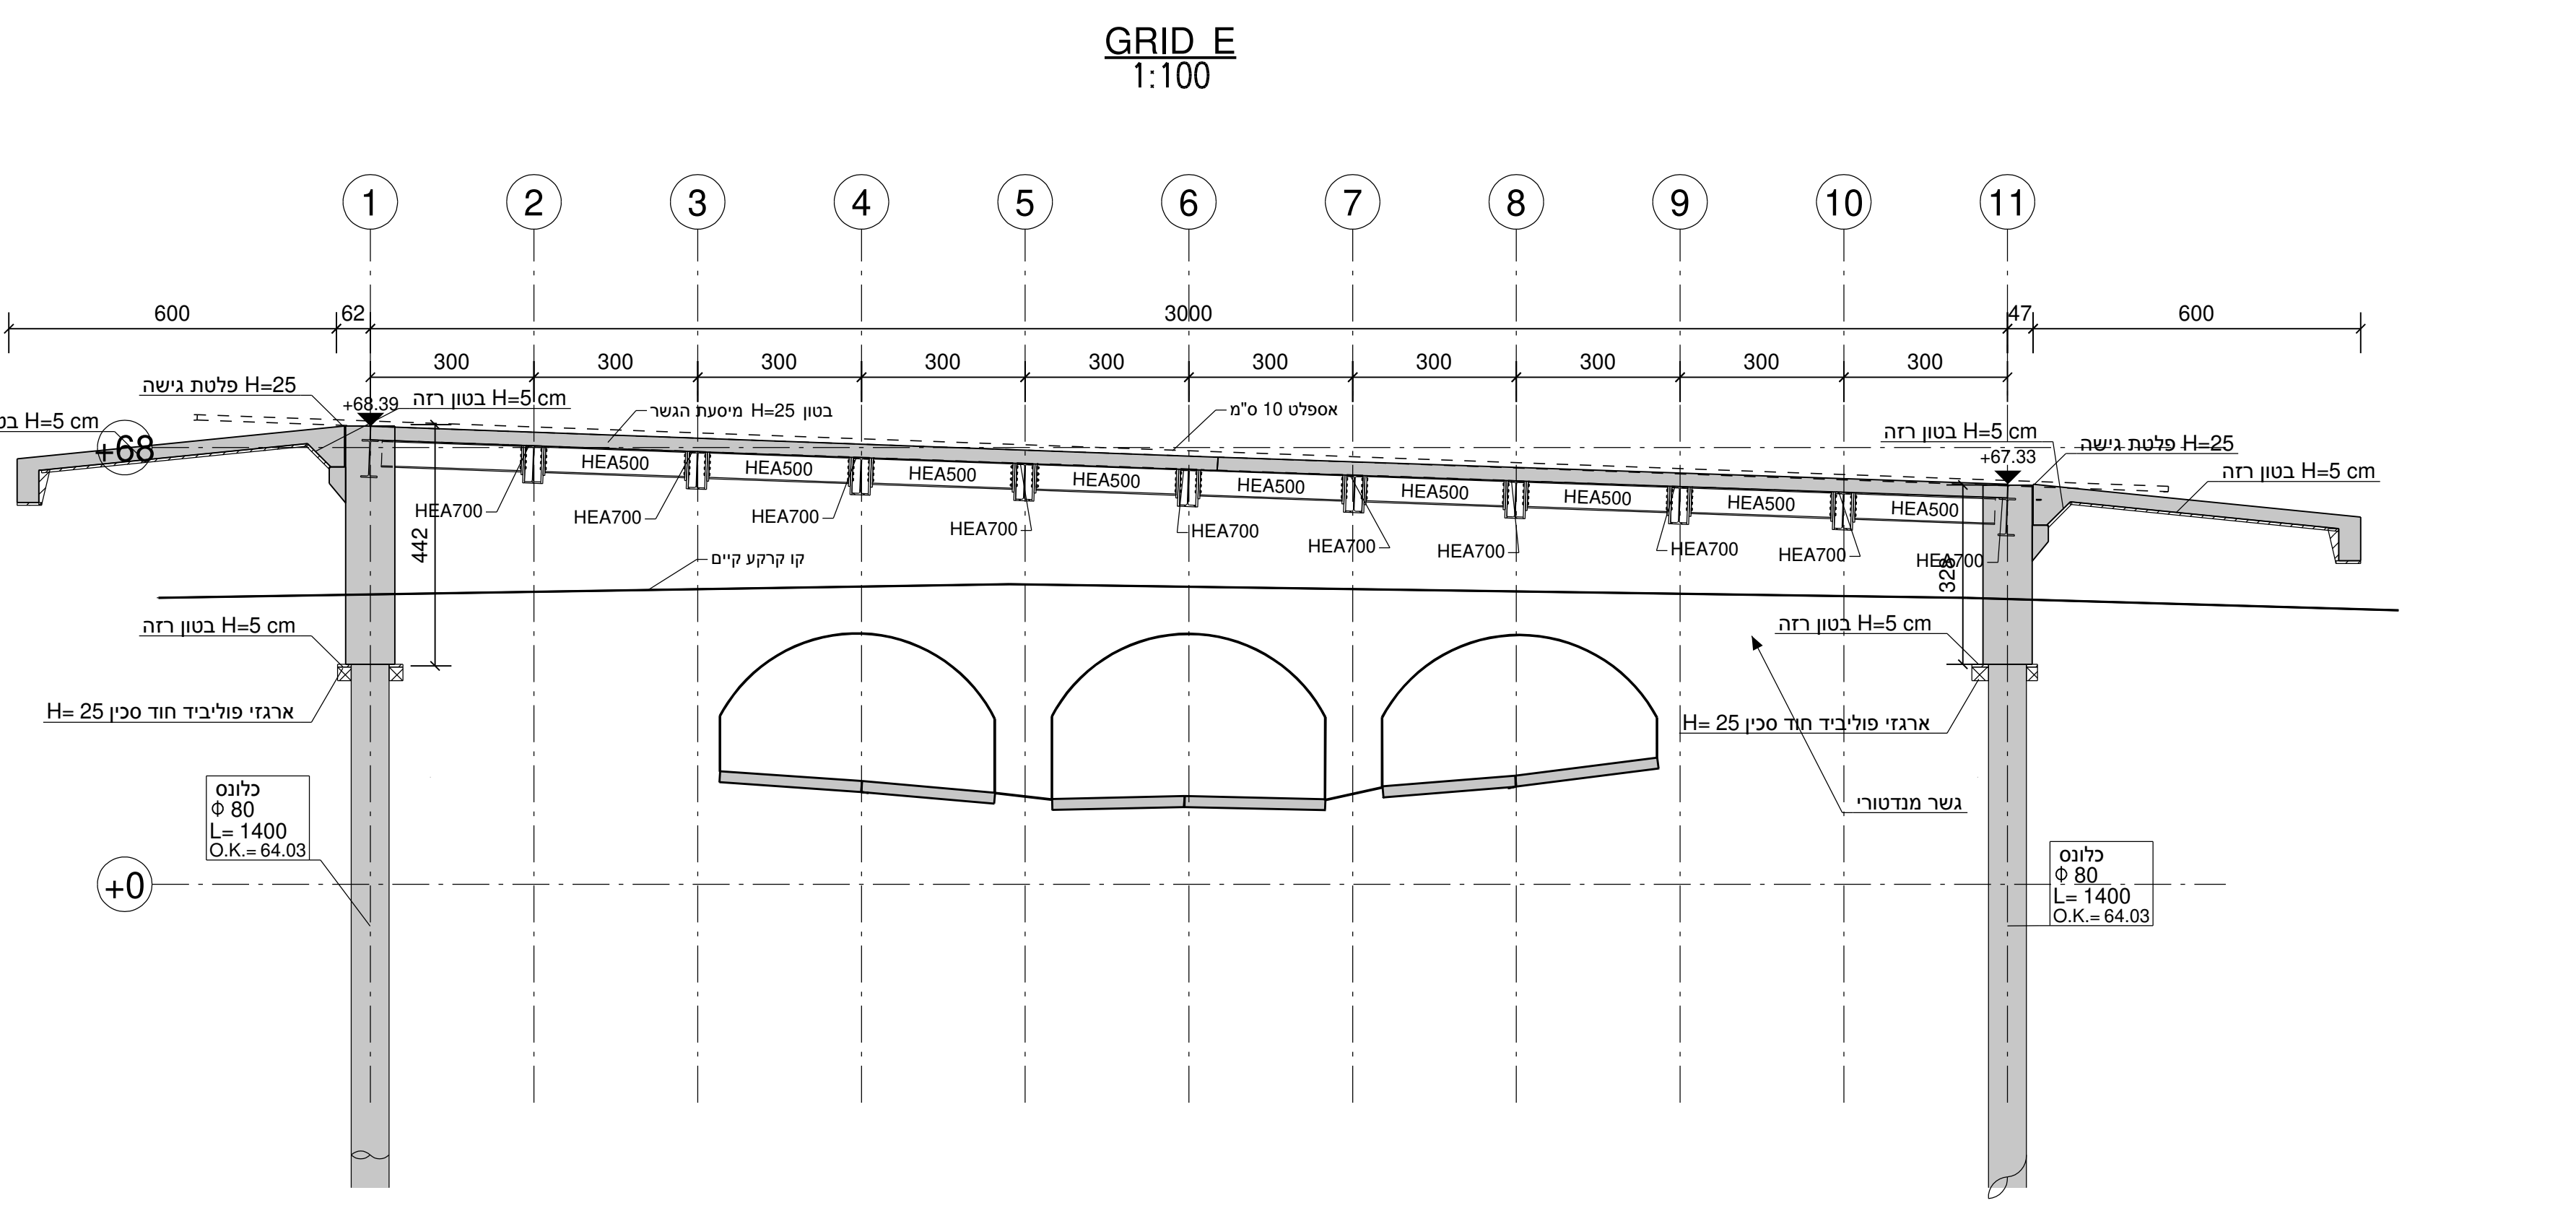 GRID E
1:100
1
2
3
4
5
6
7
8
9
10
11
600
62
3000
47
600
300
300
300
300
300
300
300
300
300
300
פלטת גישה H=25
+68.39
בטון רזה H=5 cm
בטון H=25 מיסעת הגשר
אספלט 10 ס"מ
H=5 cm
+68
בטון רזה H=5 cm
פלטת גישה H=25
+67.33
בטון רזה H=5 cm
HEA500
HEA500
HEA500
HEA500
HEA500
HEA500
HEA500
HEA500
HEA500
HEA700
HEA700
HEA700
HEA700
HEA700
HEA700
HEA700
HEA700
HEA700
HEA700
442
קו קרקע קיים
בטון רזה H=5 cm
בטון רזה H=5 cm
ארגזי פוליביד חוד סכין H= 25
ארגזי פוליביד חוד סכין H= 25
כלונס
Φ 80
L= 1400
O.K.= 64.03
גשר מנדטורי
+0
כלונס
Φ 80
L= 1400
O.K.= 64.03